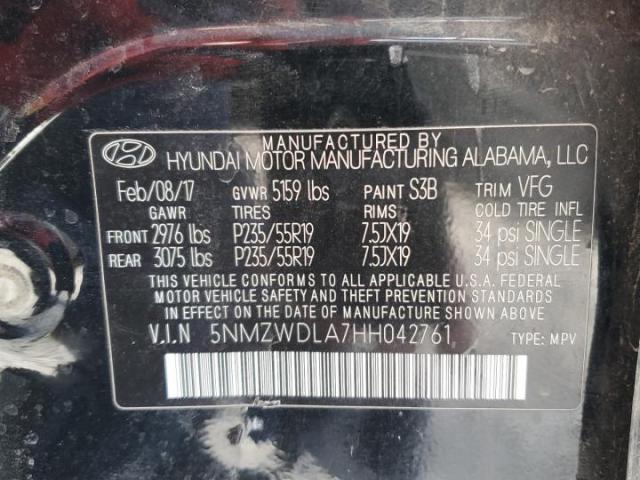 MANUFACTURED BY
HYUNDAI MOTOR MANUFACTURING ALABAMA, LLC
Feb/08/17 GVWR 5159 lbs PAINT S3B TRIM VFG
GAWR TIRES RIMS COLD TIRE INFL
FRONT 2976 lbs P235/55R19 7.5JX19 34 psi SINGLE
REAR 3075 lbs P235/55R19 7.5JX19 34 psi SINGLE
THIS VEHICLE CONFORMS TO ALL APPLICABLE U.S.A. FEDERAL
MOTOR VEHICLE SAFETY AND THEFT PREVENTION STANDARDS
IN EFFECT ON THE DATE OF MANUFACTURE SHOWN ABOVE.
V.I.N 5NMZWDLA7HH042761 TYPE: MPV